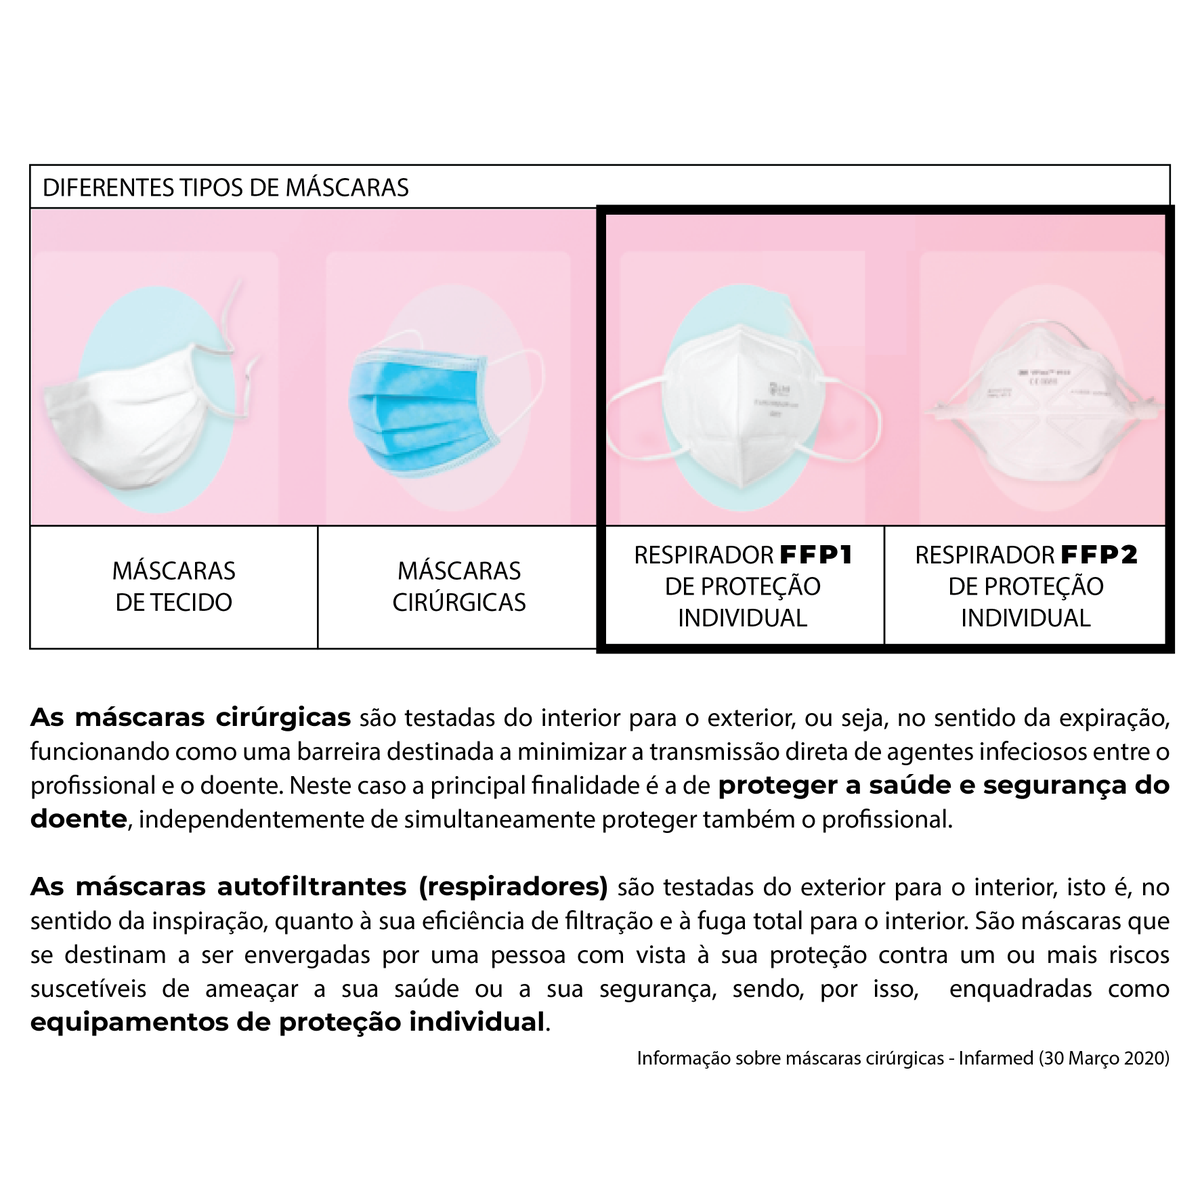 DIFERENTES TIPOS DE MÁSCARAS
MÁSCARAS
DE TECIDO
MÁSCARAS
CIRÚRGICAS
RESPIRADOR FFP1
DE PROTEÇÃO
INDIVIDUAL
RESPIRADOR FFP2
DE PROTEÇÃO
INDIVIDUAL
As máscaras cirúrgicas são testadas do interior para o exterior, ou seja, no sentido da expiração,
funcionando como uma barreira destinada a minimizar a transmissão direta de agentes infeciosos entre o
profissional e o doente. Neste caso a principal finalidade é a de proteger a saúde e segurança do
doente, independentemente de simultaneamente proteger também o profissional.
As máscaras autofiltrantes (respiradores) são testadas do exterior para o interior, isto é, no
sentido da inspiração, quanto à sua eficiência de filtração e à fuga total para o interior. São máscaras que
se destinam a ser envergadas por uma pessoa com vista à sua proteção contra um ou mais riscos
suscetíveis de ameaçar a sua saúde ou a sua segurança, sendo, por isso, enquadradas como
equipamentos de proteção individual.
Informação sobre máscaras cirúrgicas - Infarmed (30 Março 2020)